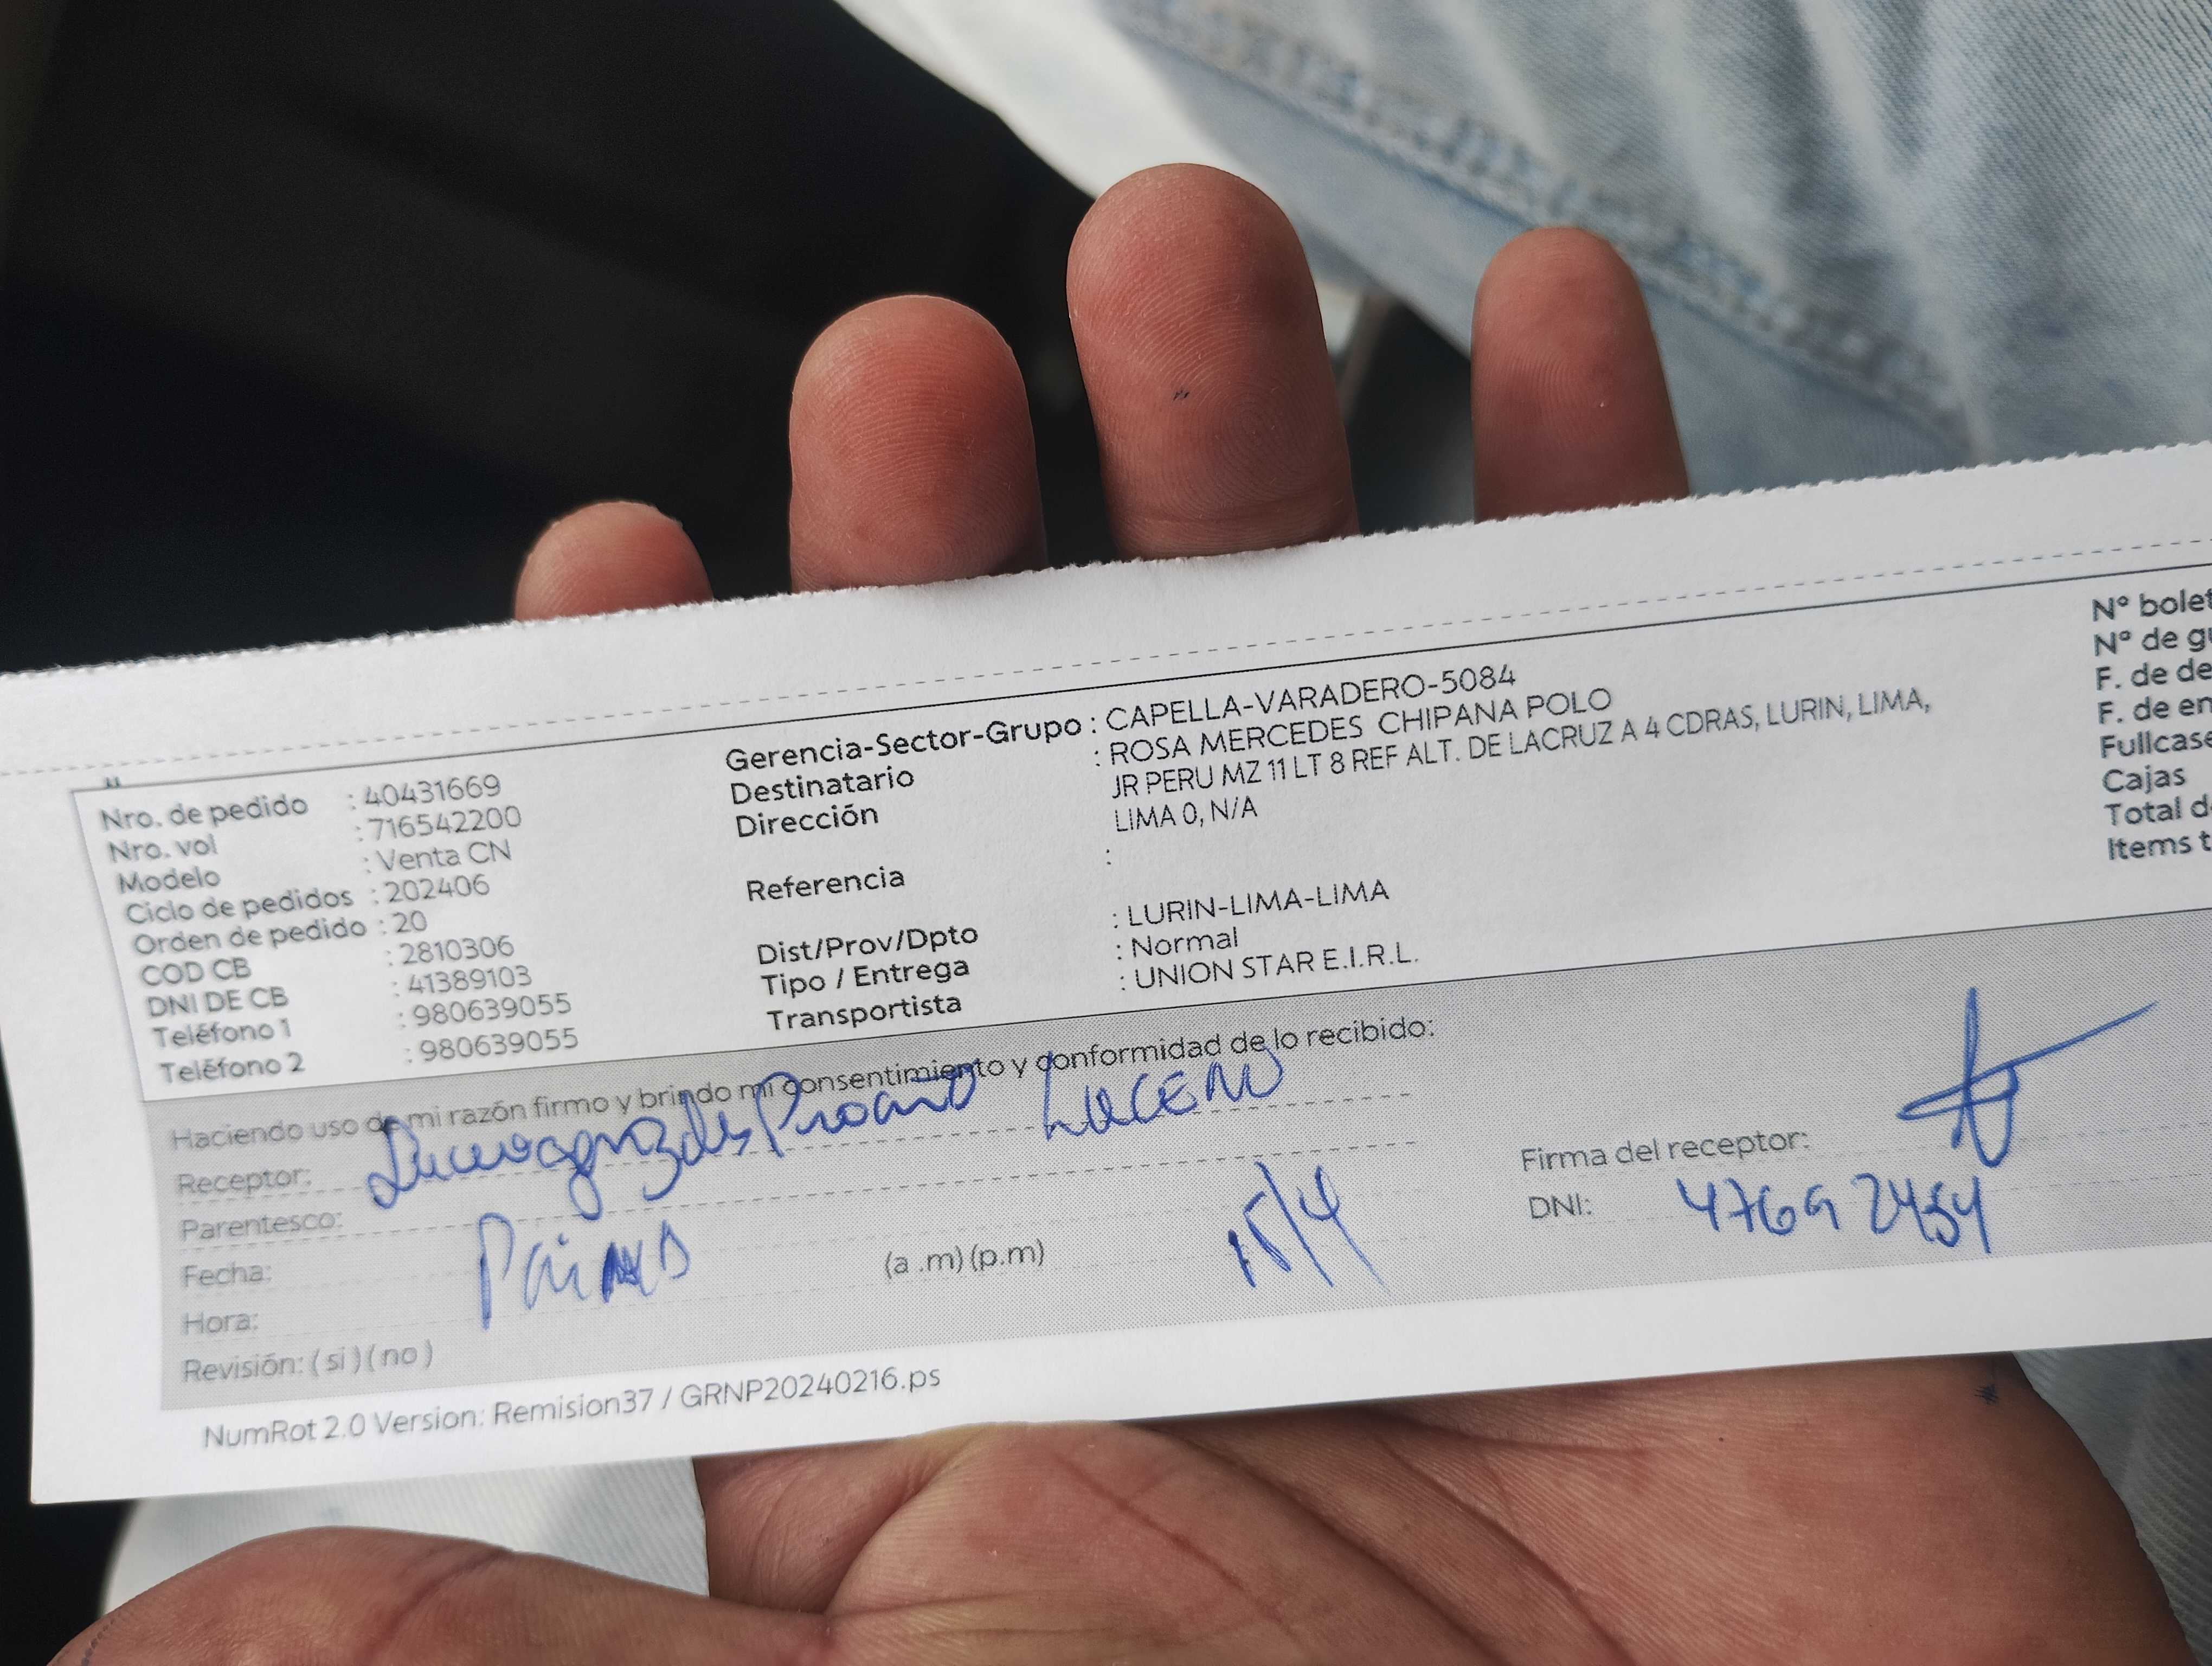 Nro. de pedido : 40431669
Nro. vol : 716542200
Modelo : Venta CN
Ciclo de pedidos : 202406
Orden de pedido : 20
COD CB : 2810306
DNI DE CB : 41389103
Teléfono 1 : 980639055
Teléfono 2 : 980639055
Gerencia-Sector-Grupo : CAPELLA-VARADERO-5084
Destinatario : ROSA MERCEDES CHIPANA POLO
Dirección JR PERU MZ 11 LT 8 REF ALT. DE LACRUZ A 4 CDRAS, LURIN, LIMA,
LIMA 0, N/A
Referencia :
Dist/Prov/Dpto : LURIN-LIMA-LIMA
Tipo / Entrega : Normal
Transportista : UNION STAR E.I.R.L.
N° bolet
N° de gu
F. de de
F. de en
Fullcase
Cajas
Total d
Items t
Haciendo uso de mi razón firmo y brindo mi consentimiento y conformidad de lo recibido:
Receptor:
Parentesco:
Fecha: 15/4
Hora: (a .m) (p.m)
Revisión: ( si ) ( no )
Firma del receptor:
DNI:
NumRot 2.0 Version: Remision37 / GRNP20240216.ps